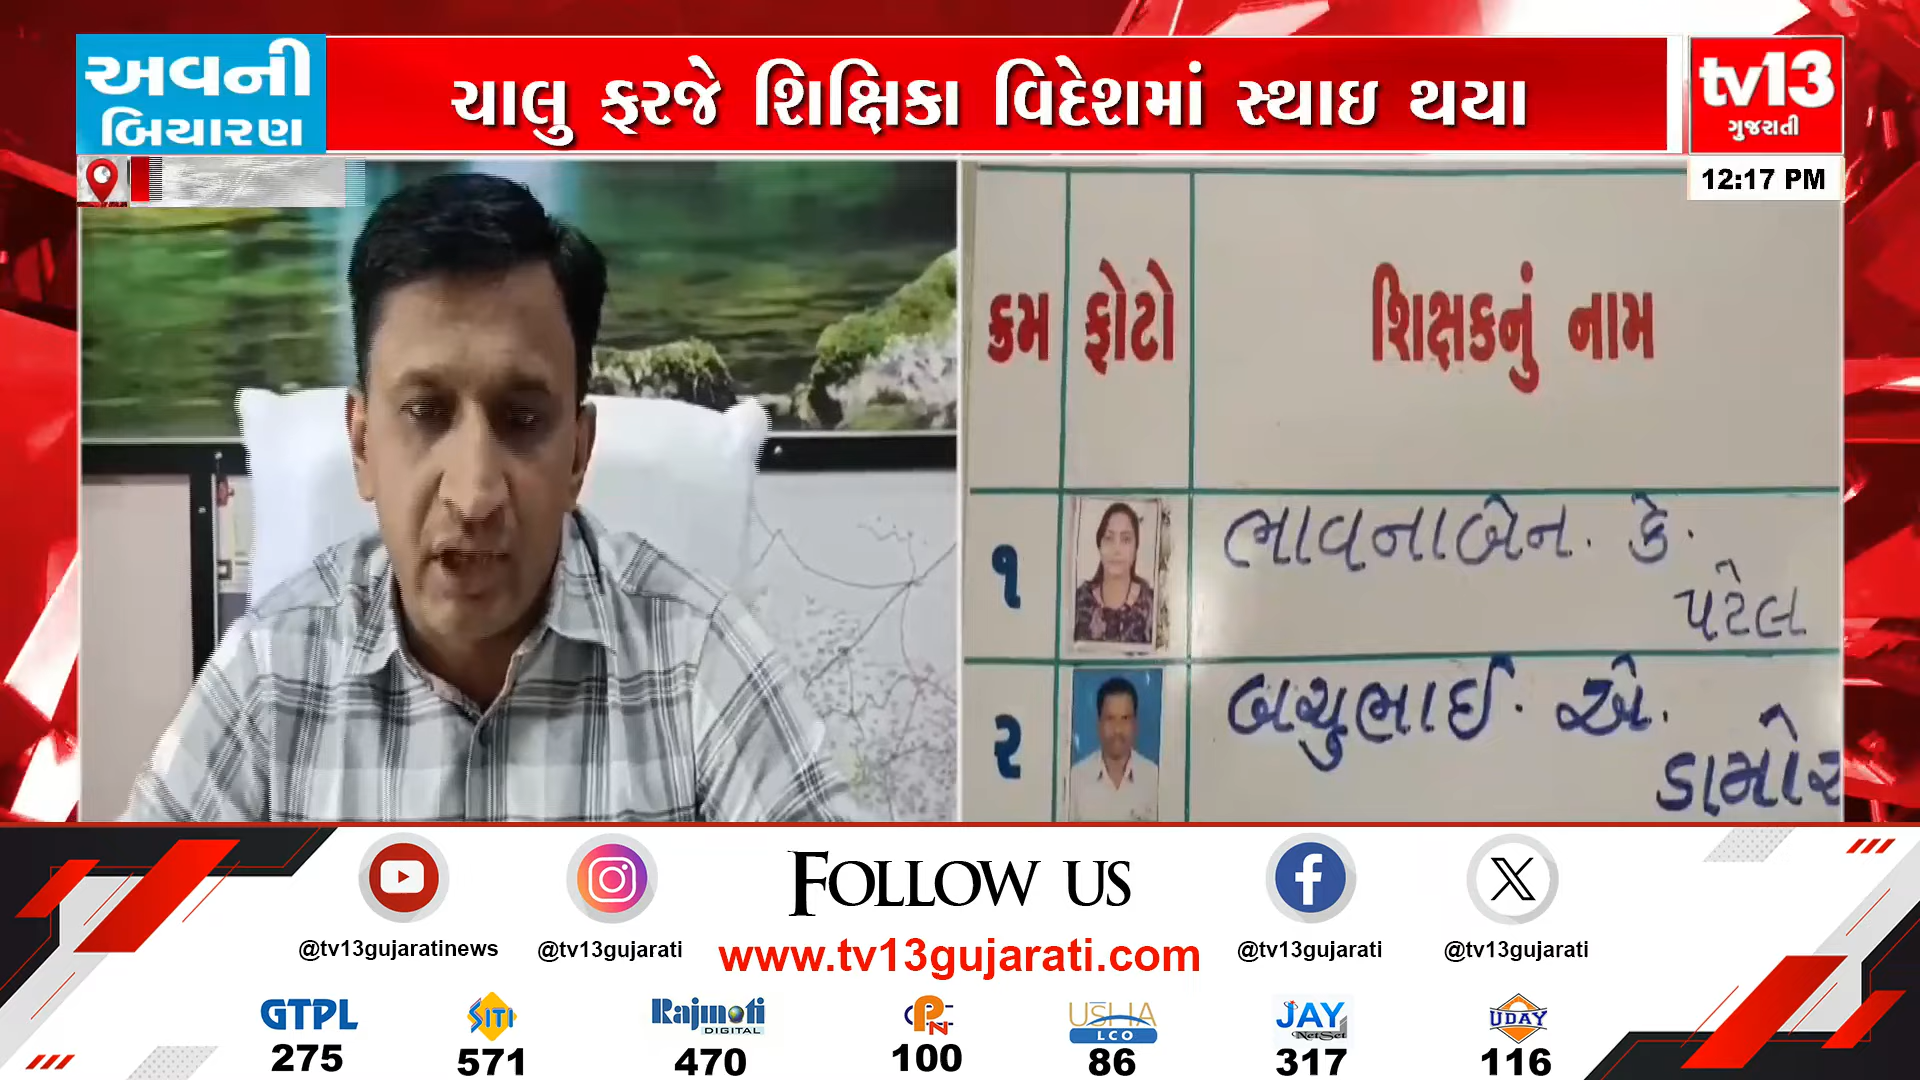 અવની
બિચારણ
ચાલુ ફરજે શિક્ષિકા વિદેશમાં સ્થાઇ થયા
tv13
ગુજરાતી
12:17 PM
ક્રમ ફોટો શિક્ષકનું નામ
૧ ભાવનાબેન. કે.
પટેલ
૨ બચુભાઈ. એ.
ડામોર
FOLLOW US
@tv13gujaratinews @tv13gujarati www.tv13gujarati.com @tv13gujarati @tv13gujarati
GTPL SITI Rajmoti DIGITAL PN USHA LCO JAY NetSet UDAY
275 571 470 100 86 317 116